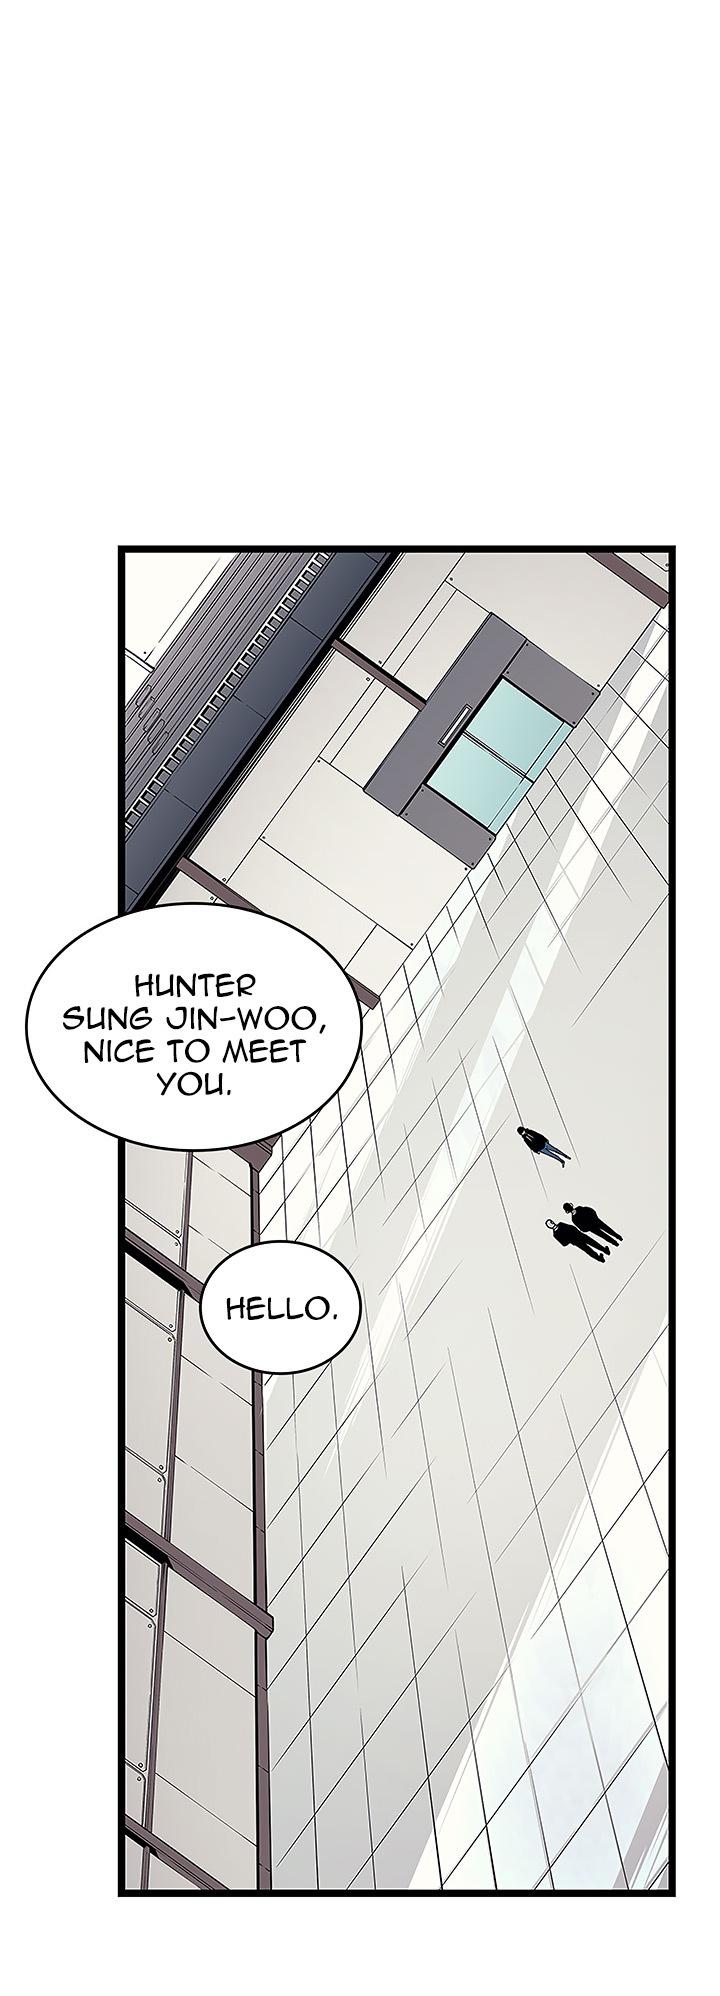 HUNTER
SUNG JIN-WOO,
NICE TO MEET
YOU.
HELLO.